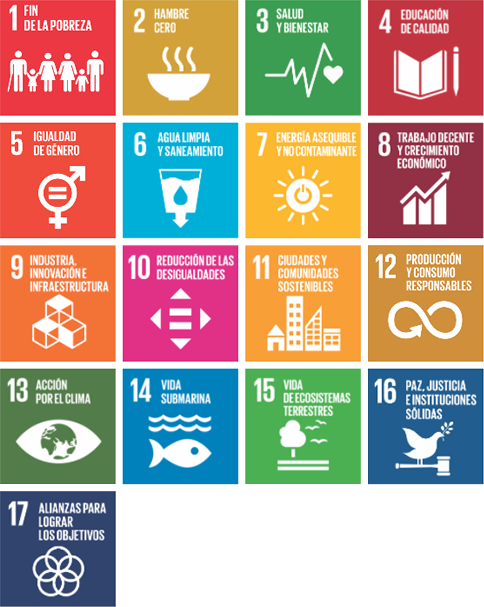 1 FIN
DE LA POBREZA
2 HAMBRE
CERO
3 SALUD
Y BIENESTAR
4 EDUCACIÓN
DE CALIDAD
5 IGUALDAD
DE GÉNERO
6 AGUA LIMPIA
Y SANEAMIENTO
7 ENERGÍA ASEQUIBLE
Y NO CONTAMINANTE
8 TRABAJO DECENTE
Y CRECIMIENTO
ECONÓMICO
9 INDUSTRIA,
INNOVACIÓN E
INFRAESTRUCTURA
10 REDUCCIÓN DE LAS
DESIGUALDADES
11 CIUDADES Y
COMUNIDADES
SOSTENIBLES
12 PRODUCCIÓN
Y CONSUMO
RESPONSABLES
13 ACCIÓN
POR EL CLIMA
14 VIDA
SUBMARINA
15 VIDA
DE ECOSISTEMAS
TERRESTRES
16 PAZ, JUSTICIA
E INSTITUCIONES
SÓLIDAS
17 ALIANZAS PARA
LOGRAR
LOS OBJETIVOS